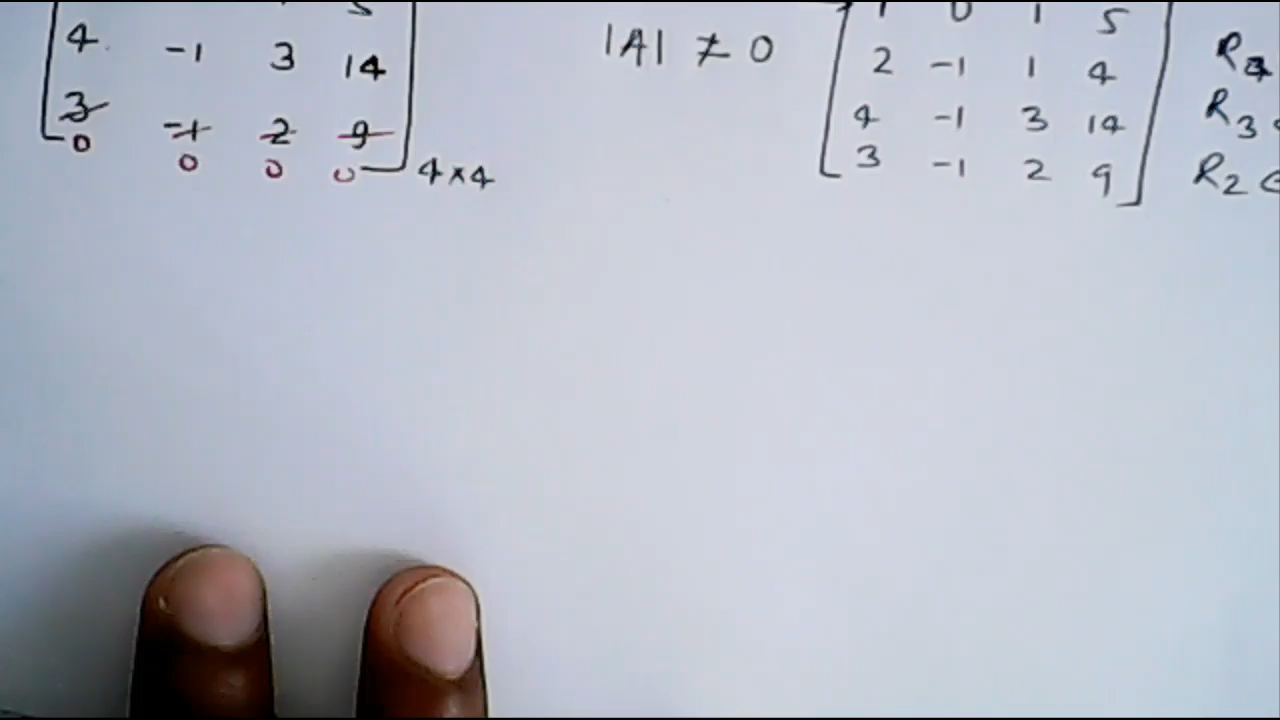 5
4 -1 3 14
3 -1 2 9
0 0 0 0 4×4
|A| ≠ 0
1 0 1 5
2 -1 1 4
4 -1 3 14 R3
3 -1 2 9 R2